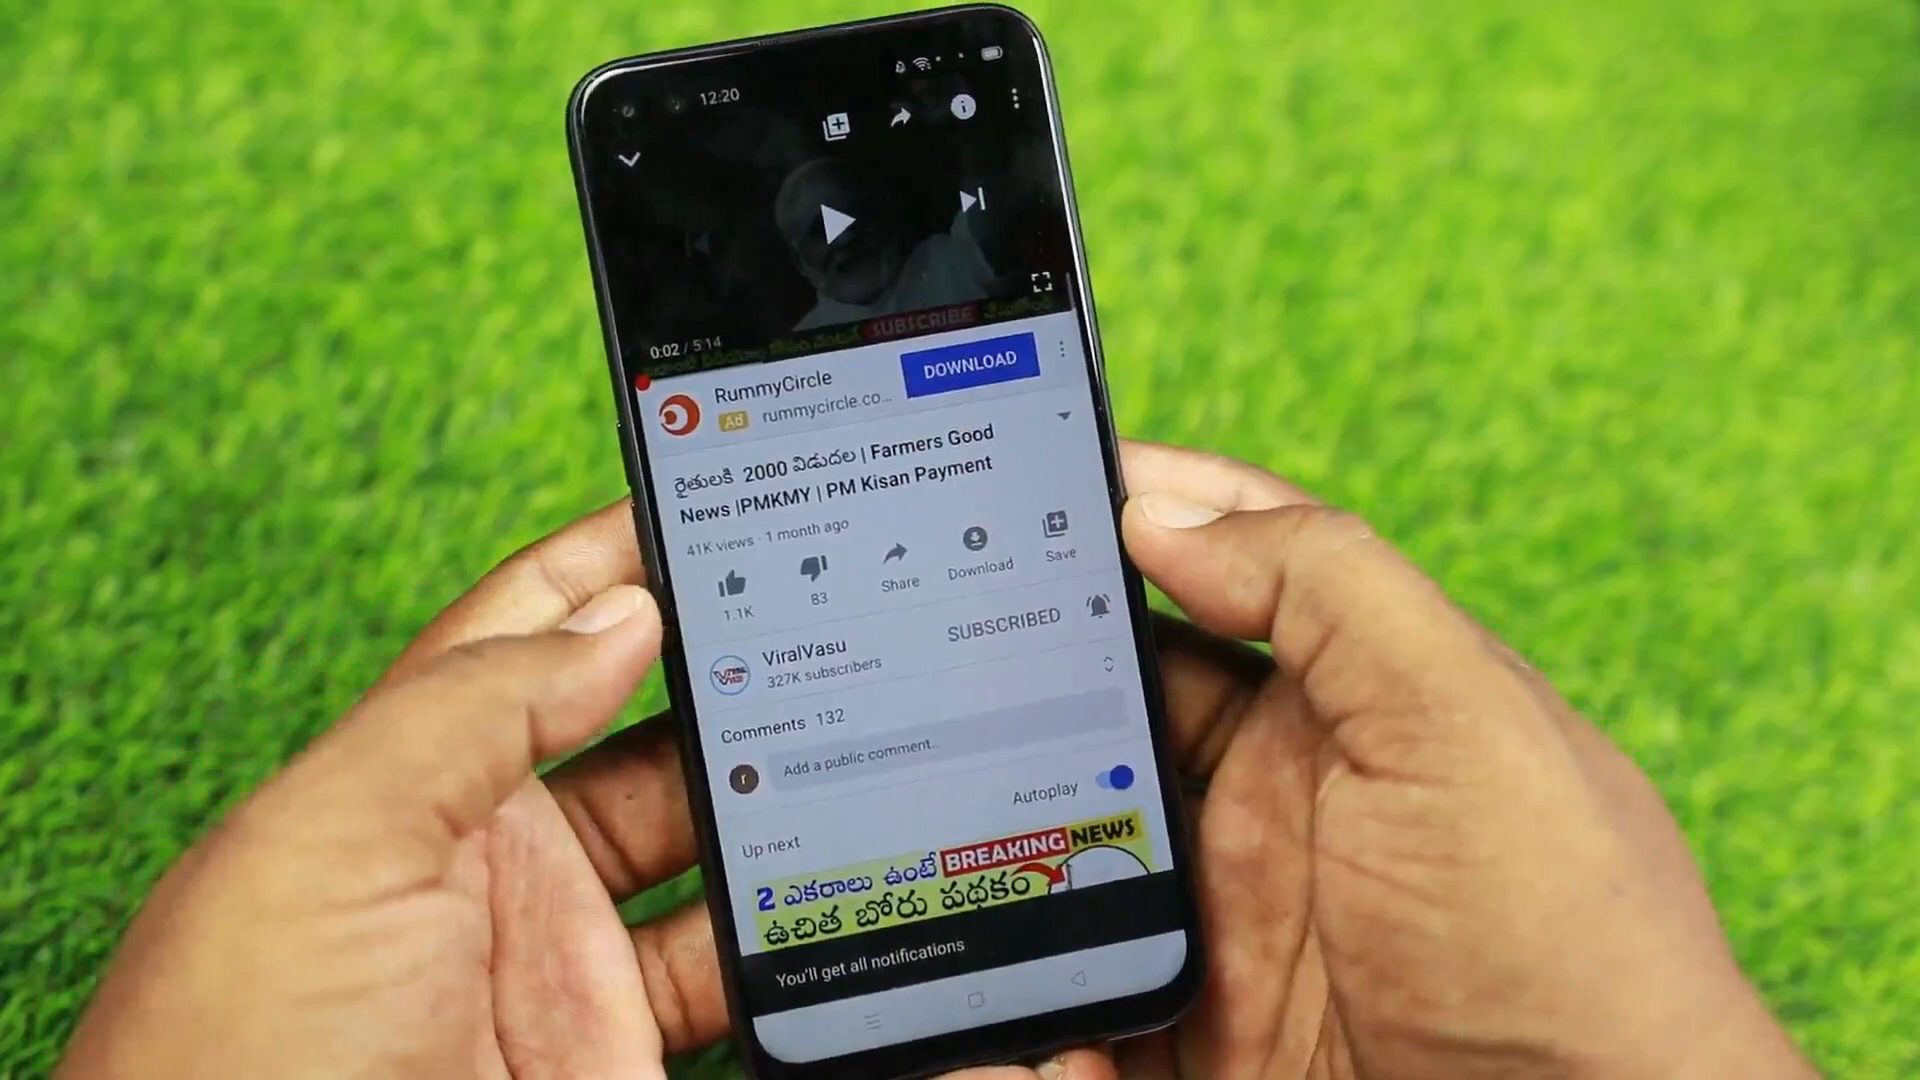 12:20
SUBSCRIBE
0:02 / 5:14
RummyCircle
Ad rummycircle.co...
DOWNLOAD
రైతులకి 2000 విడుదల | Farmers Good
News |PMKMY | PM Kisan Payment
41K views · 1 month ago
1.1K
83
Share
Download
Save
ViralVasu
327K subscribers
SUBSCRIBED
Comments 132
r
Add a public comment...
Autoplay
Up next
2 ఎకరాలు ఉంటే BREAKING NEWS
ఉచిత బోరు పథకం
You'll get all notifications